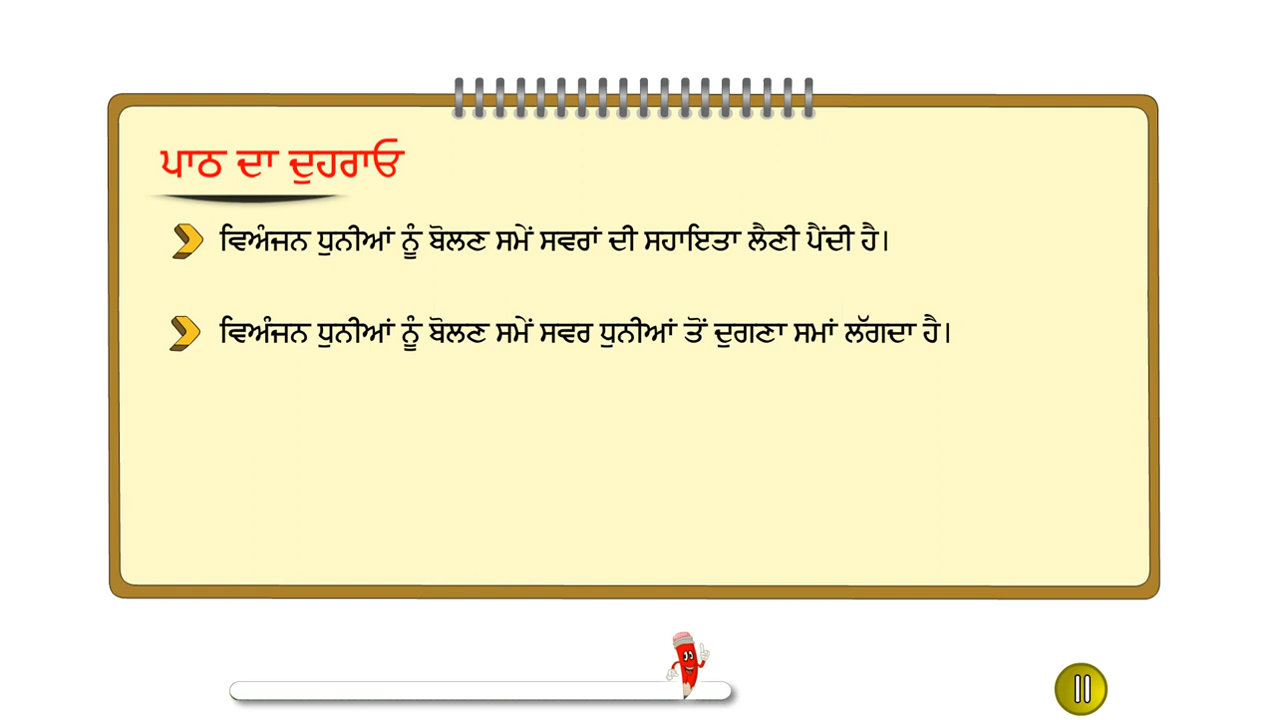 ਪਾਠ ਦਾ ਦੁਹਰਾਓ
ਵਿਅੰਜਨ ਧੁਨੀਆਂ ਨੂੰ ਬੋਲਣ ਸਮੇਂ ਸਵਰਾਂ ਦੀ ਸਹਾਇਤਾ ਲੈਣੀ ਪੈਂਦੀ ਹੈ।
ਵਿਅੰਜਨ ਧੁਨੀਆਂ ਨੂੰ ਬੋਲਣ ਸਮੇਂ ਸਵਰ ਧੁਨੀਆਂ ਤੋਂ ਦੁਗਣਾ ਸਮਾਂ ਲੱਗਦਾ ਹੈ।